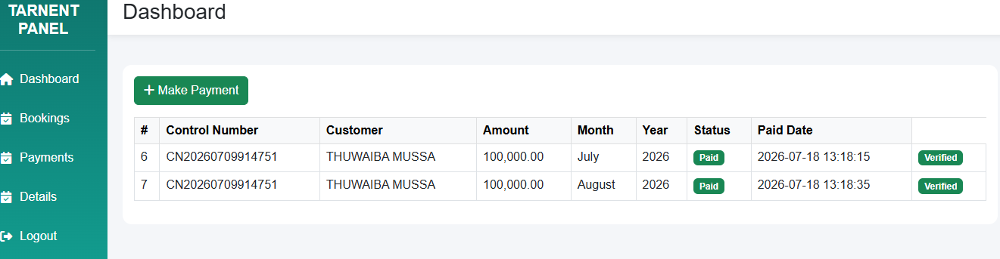 TARNENT
PANEL
Dashboard
Bookings
Payments
Details
Logout
Dashboard
+ Make Payment
# Control Number Customer Amount Month Year Status Paid Date
6 CN20260709914751 THUWAIBA MUSSA 100,000.00 July 2026 Paid 2026-07-18 13:18:15 Verified
7 CN20260709914751 THUWAIBA MUSSA 100,000.00 August 2026 Paid 2026-07-18 13:18:35 Verified